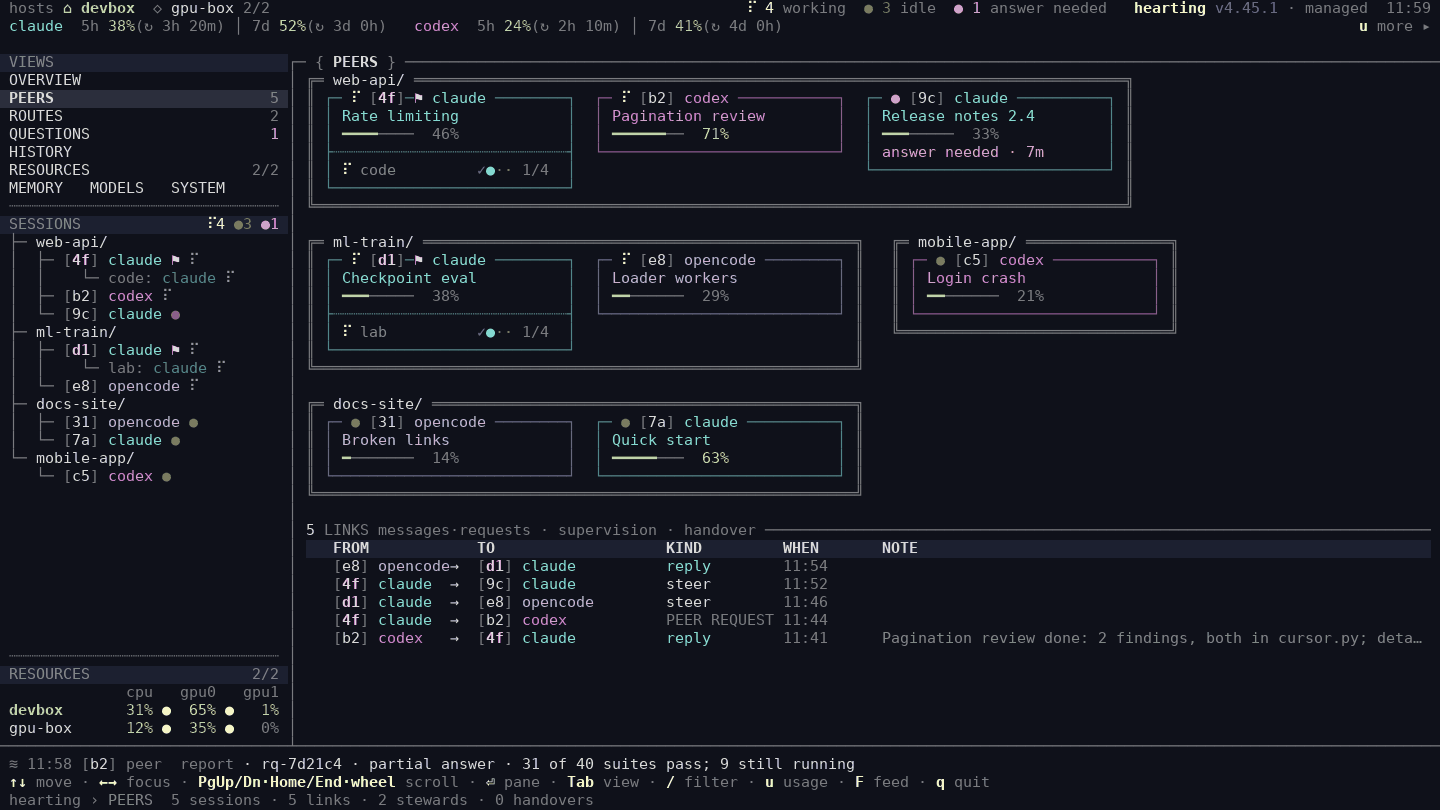 hosts ⌂ devbox ◇ gpu-box 2/2 ⠏ 4 working ● 3 idle ● 1 answer needed hearting v4.45.1 · managed 11:59
claude 5h 38%(↻ 3h 20m) │ 7d 52%(↻ 3d 0h) codex 5h 24%(↻ 2h 10m) │ 7d 41%(↻ 4d 0h) u more ▸
VIEWS
OVERVIEW
PEERS 5
ROUTES 2
QUESTIONS 1
HISTORY
RESOURCES 2/2
MEMORY MODELS SYSTEM
SESSIONS ⠏4 ●3 ●1
web-api/
[4f] claude ⚑ ⠏
code: claude ⠏
[b2] codex ⠏
[9c] claude ●
ml-train/
[d1] claude ⚑ ⠏
lab: claude ⠏
[e8] opencode ⠏
docs-site/
[31] opencode ●
[7a] claude ●
mobile-app/
[c5] codex ●
RESOURCES 2/2
cpu gpu0 gpu1
devbox 31% ● 65% ● 1%
gpu-box 12% ● 35% ● 0%
{ PEERS }
web-api/
⠏ [4f]─⚑ claude
Rate limiting
46%
⠏ code ✓●·· 1/4
⠏ [b2] codex
Pagination review
71%
● [9c] claude
Release notes 2.4
33%
answer needed · 7m
ml-train/
⠏ [d1]─⚑ claude
Checkpoint eval
38%
⠏ lab ✓●·· 1/4
⠏ [e8] opencode
Loader workers
29%
mobile-app/
● [c5] codex
Login crash
21%
docs-site/
● [31] opencode
Broken links
14%
● [7a] claude
Quick start
63%
5 LINKS messages·requests · supervision · handover
FROM TO KIND WHEN NOTE
[e8] opencode→ [d1] claude reply 11:54
[4f] claude → [9c] claude steer 11:52
[d1] claude → [e8] opencode steer 11:46
[4f] claude → [b2] codex PEER REQUEST 11:44
[b2] codex → [4f] claude reply 11:41 Pagination review done: 2 findings, both in cursor.py; deta…
≋ 11:58 [b2] peer report · rq-7d21c4 · partial answer · 31 of 40 suites pass; 9 still running
↑↓ move · ←→ focus · PgUp/Dn·Home/End·wheel scroll · ⏎ pane · Tab view · / filter · u usage · F feed · q quit
hearting › PEERS 5 sessions · 5 links · 2 stewards · 0 handovers